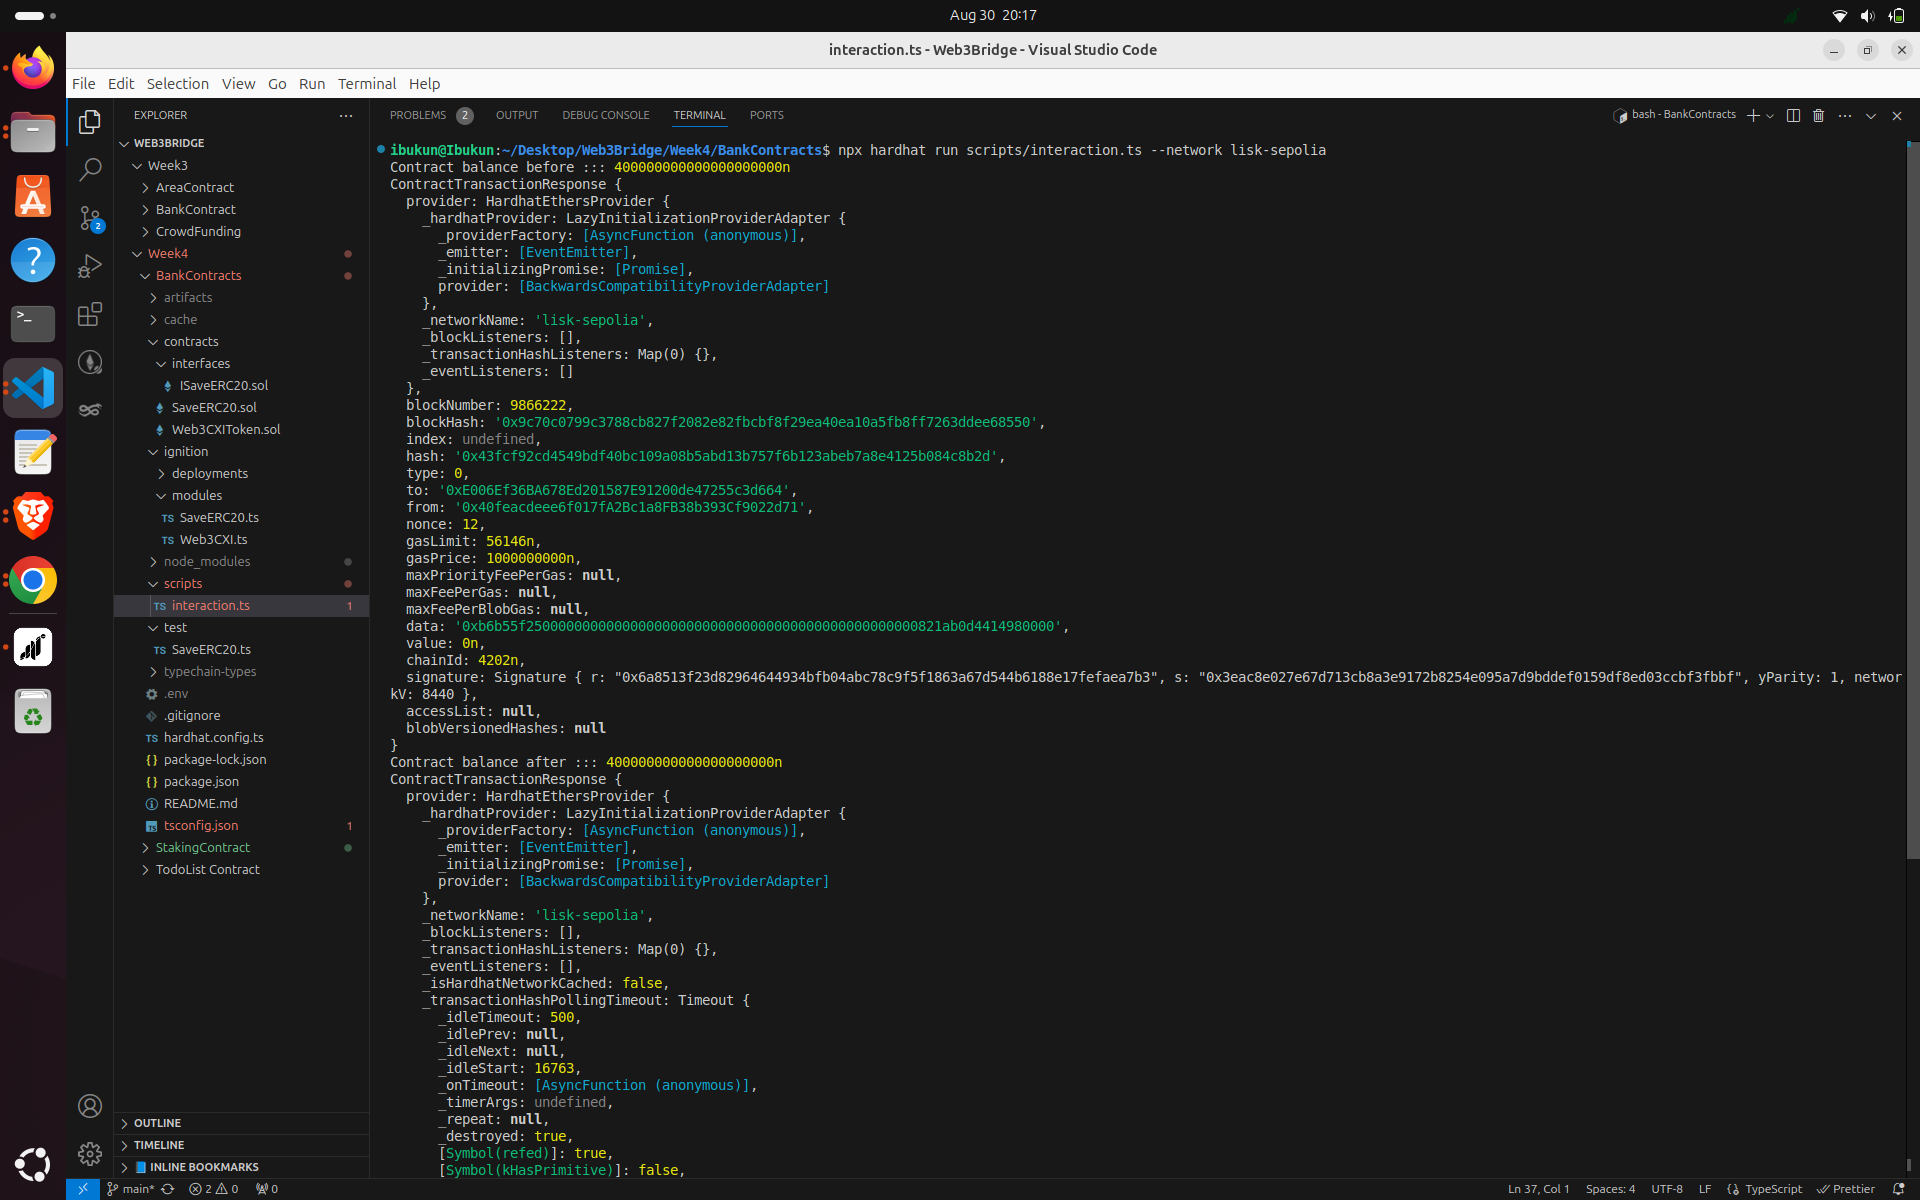 Aug 30 20:17
interaction.ts - Web3Bridge - Visual Studio Code
File Edit Selection View Go Run Terminal Help
EXPLORER
WEB3BRIDGE
Week3
AreaContract
BankContract
CrowdFunding
Week4
BankContracts
artifacts
cache
contracts
interfaces
ISaveERC20.sol
SaveERC20.sol
Web3CXIToken.sol
ignition
deployments
modules
TS SaveERC20.ts
TS Web3CXI.ts
node_modules
scripts
TS interaction.ts 1
test
TS SaveERC20.ts
typechain-types
.env
.gitignore
TS hardhat.config.ts
{} package-lock.json
{} package.json
README.md
tsconfig.json 1
StakingContract
TodoList Contract
OUTLINE
TIMELINE
INLINE BOOKMARKS
2
PROBLEMS 2 OUTPUT DEBUG CONSOLE TERMINAL PORTS
bash - BankContracts
ibukun@Ibukun:~/Desktop/Web3Bridge/Week4/BankContracts$ npx hardhat run scripts/interaction.ts --network lisk-sepolia
Contract balance before ::: 400000000000000000000n
ContractTransactionResponse {
provider: HardhatEthersProvider {
_hardhatProvider: LazyInitializationProviderAdapter {
_providerFactory: [AsyncFunction (anonymous)],
_emitter: [EventEmitter],
_initializingPromise: [Promise],
provider: [BackwardsCompatibilityProviderAdapter]
},
_networkName: 'lisk-sepolia',
_blockListeners: [],
_transactionHashListeners: Map(0) {},
_eventListeners: []
},
blockNumber: 9866222,
blockHash: '0x9c70c0799c3788cb827f2082e82fbcbf8f29ea40ea10a5fb8ff7263ddee68550',
index: undefined,
hash: '0x43fcf92cd4549bdf40bc109a08b5abd13b757f6b123abeb7a8e4125b084c8b2d',
type: 0,
to: '0xE006Ef36BA678Ed201587E91200de47255c3d664',
from: '0x40feacdeee6f017fA2Bc1a8FB38b393Cf9022d71',
nonce: 12,
gasLimit: 56146n,
gasPrice: 1000000000n,
maxPriorityFeePerGas: null,
maxFeePerGas: null,
maxFeePerBlobGas: null,
data: '0xb6b55f25000000000000000000000000000000000000000000000000821ab0d4414980000',
value: 0n,
chainId: 4202n,
signature: Signature { r: "0x6a8513f23d82964644934bfb04abc78c9f5f1863a67d544b6188e17fefaea7b3", s: "0x3eac8e027e67d713cb8a3e9172b8254e095a7d9bddef0159df8ed03ccbf3fbbf", yParity: 1, networ
kV: 8440 },
accessList: null,
blobVersionedHashes: null
}
Contract balance after ::: 400000000000000000000n
ContractTransactionResponse {
provider: HardhatEthersProvider {
_hardhatProvider: LazyInitializationProviderAdapter {
_providerFactory: [AsyncFunction (anonymous)],
_emitter: [EventEmitter],
_initializingPromise: [Promise],
provider: [BackwardsCompatibilityProviderAdapter]
},
_networkName: 'lisk-sepolia',
_blockListeners: [],
_transactionHashListeners: Map(0) {},
_eventListeners: [],
_isHardhatNetworkCached: false,
_transactionHashPollingTimeout: Timeout {
_idleTimeout: 500,
_idlePrev: null,
_idleNext: null,
_idleStart: 16763,
_onTimeout: [AsyncFunction (anonymous)],
_timerArgs: undefined,
_repeat: null,
_destroyed: true,
[Symbol(refed)]: true,
[Symbol(kHasPrimitive)]: false,
main* 2 0 0
Ln 37, Col 1 Spaces: 4 UTF-8 LF {} TypeScript Prettier